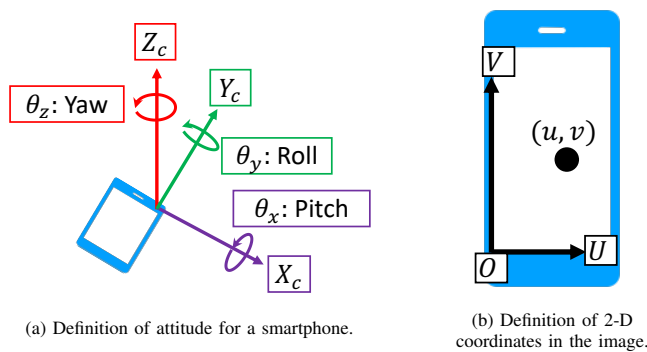 Z_c
θ_z: Yaw
Y_c
θ_y: Roll
θ_x: Pitch
X_c
(a) Definition of attitude for a smartphone.
V
(u, v)
O
U
(b) Definition of 2-D
coordinates in the image.